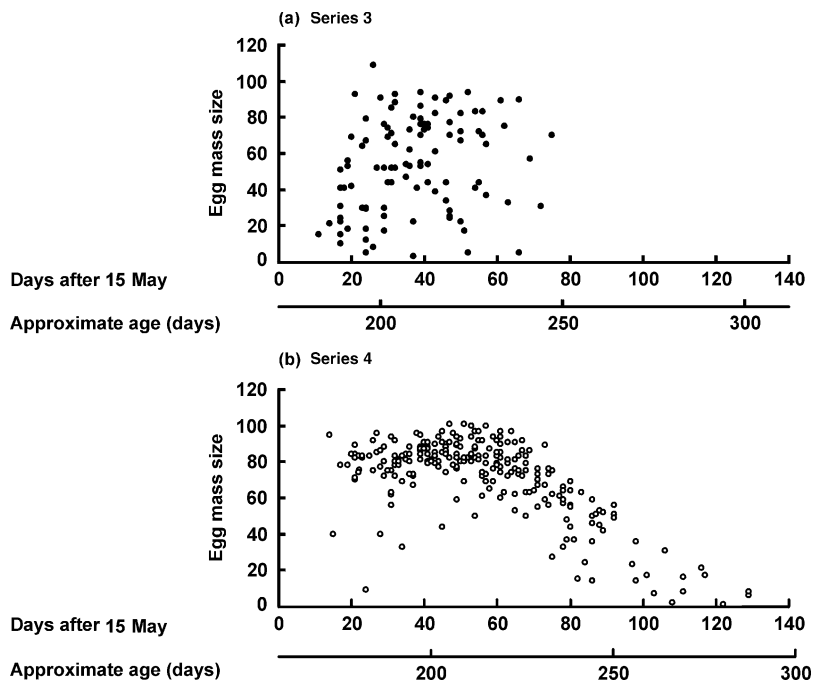 (a) Series 3
120
100
80
60
40
20
0
Egg mass size
Days after 15 May
0 20 40 60 80 100 120 140
Approximate age (days)
200 250 300
(b) Series 4
120
100
80
60
40
20
0
Egg mass size
Days after 15 May
20 40 60 80 100 120 140
Approximate age (days)
200 250 300